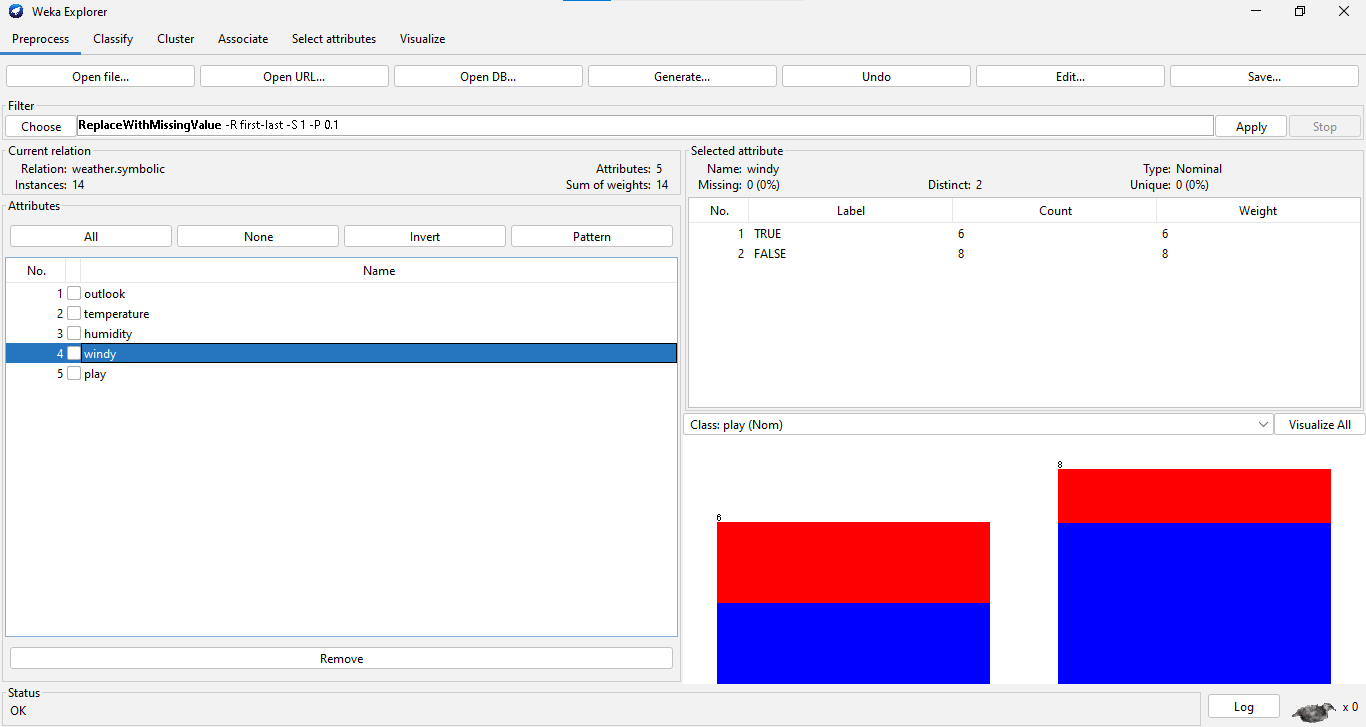 Weka Explorer
Preprocess Classify Cluster Associate Select attributes Visualize
Open file... Open URL... Open DB... Generate... Undo Edit... Save...
Filter
Choose ReplaceWithMissingValue -R first-last -S 1 -P 0.1 Apply Stop
Current relation
Relation: weather.symbolic Attributes: 5
Instances: 14 Sum of weights: 14
Attributes
All None Invert Pattern
No. Name
1 outlook
2 temperature
3 humidity
4 windy
5 play
Remove
Selected attribute
Name: windy Type: Nominal
Missing: 0 (0%) Distinct: 2 Unique: 0 (0%)
No. Label Count Weight
1 TRUE 6 6
2 FALSE 8 8
Class: play (Nom) Visualize All
6
8
Status
OK
Log x 0